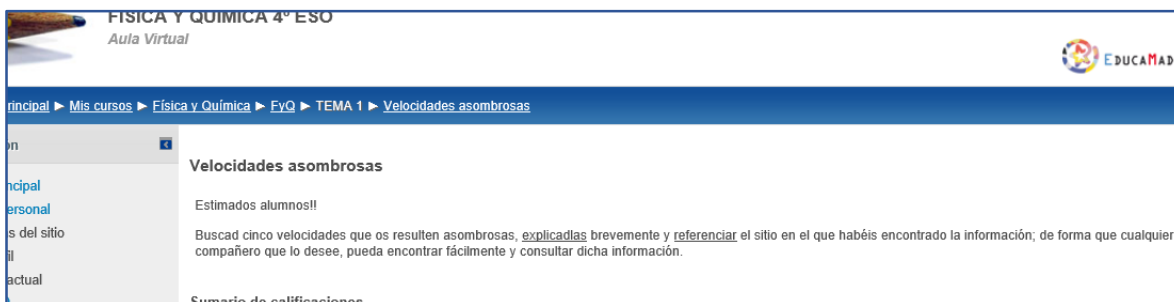 FÍSICA Y QUÍMICA 4º ESO
Aula Virtual
EDUCAMAD
rincipal ► Mis cursos ► Física y Química ► FyQ ► TEMA 1 ► Velocidades asombrosas
on
Velocidades asombrosas
ncipal
Estimados alumnos!!
ersonal
s del sitio
Buscad cinco velocidades que os resulten asombrosas, explicadlas brevemente y referenciar el sitio en el que habéis encontrado la información; de forma que cualquier
il
compañero que lo desee, pueda encontrar fácilmente y consultar dicha información.
actual
Sumario de calificaciones